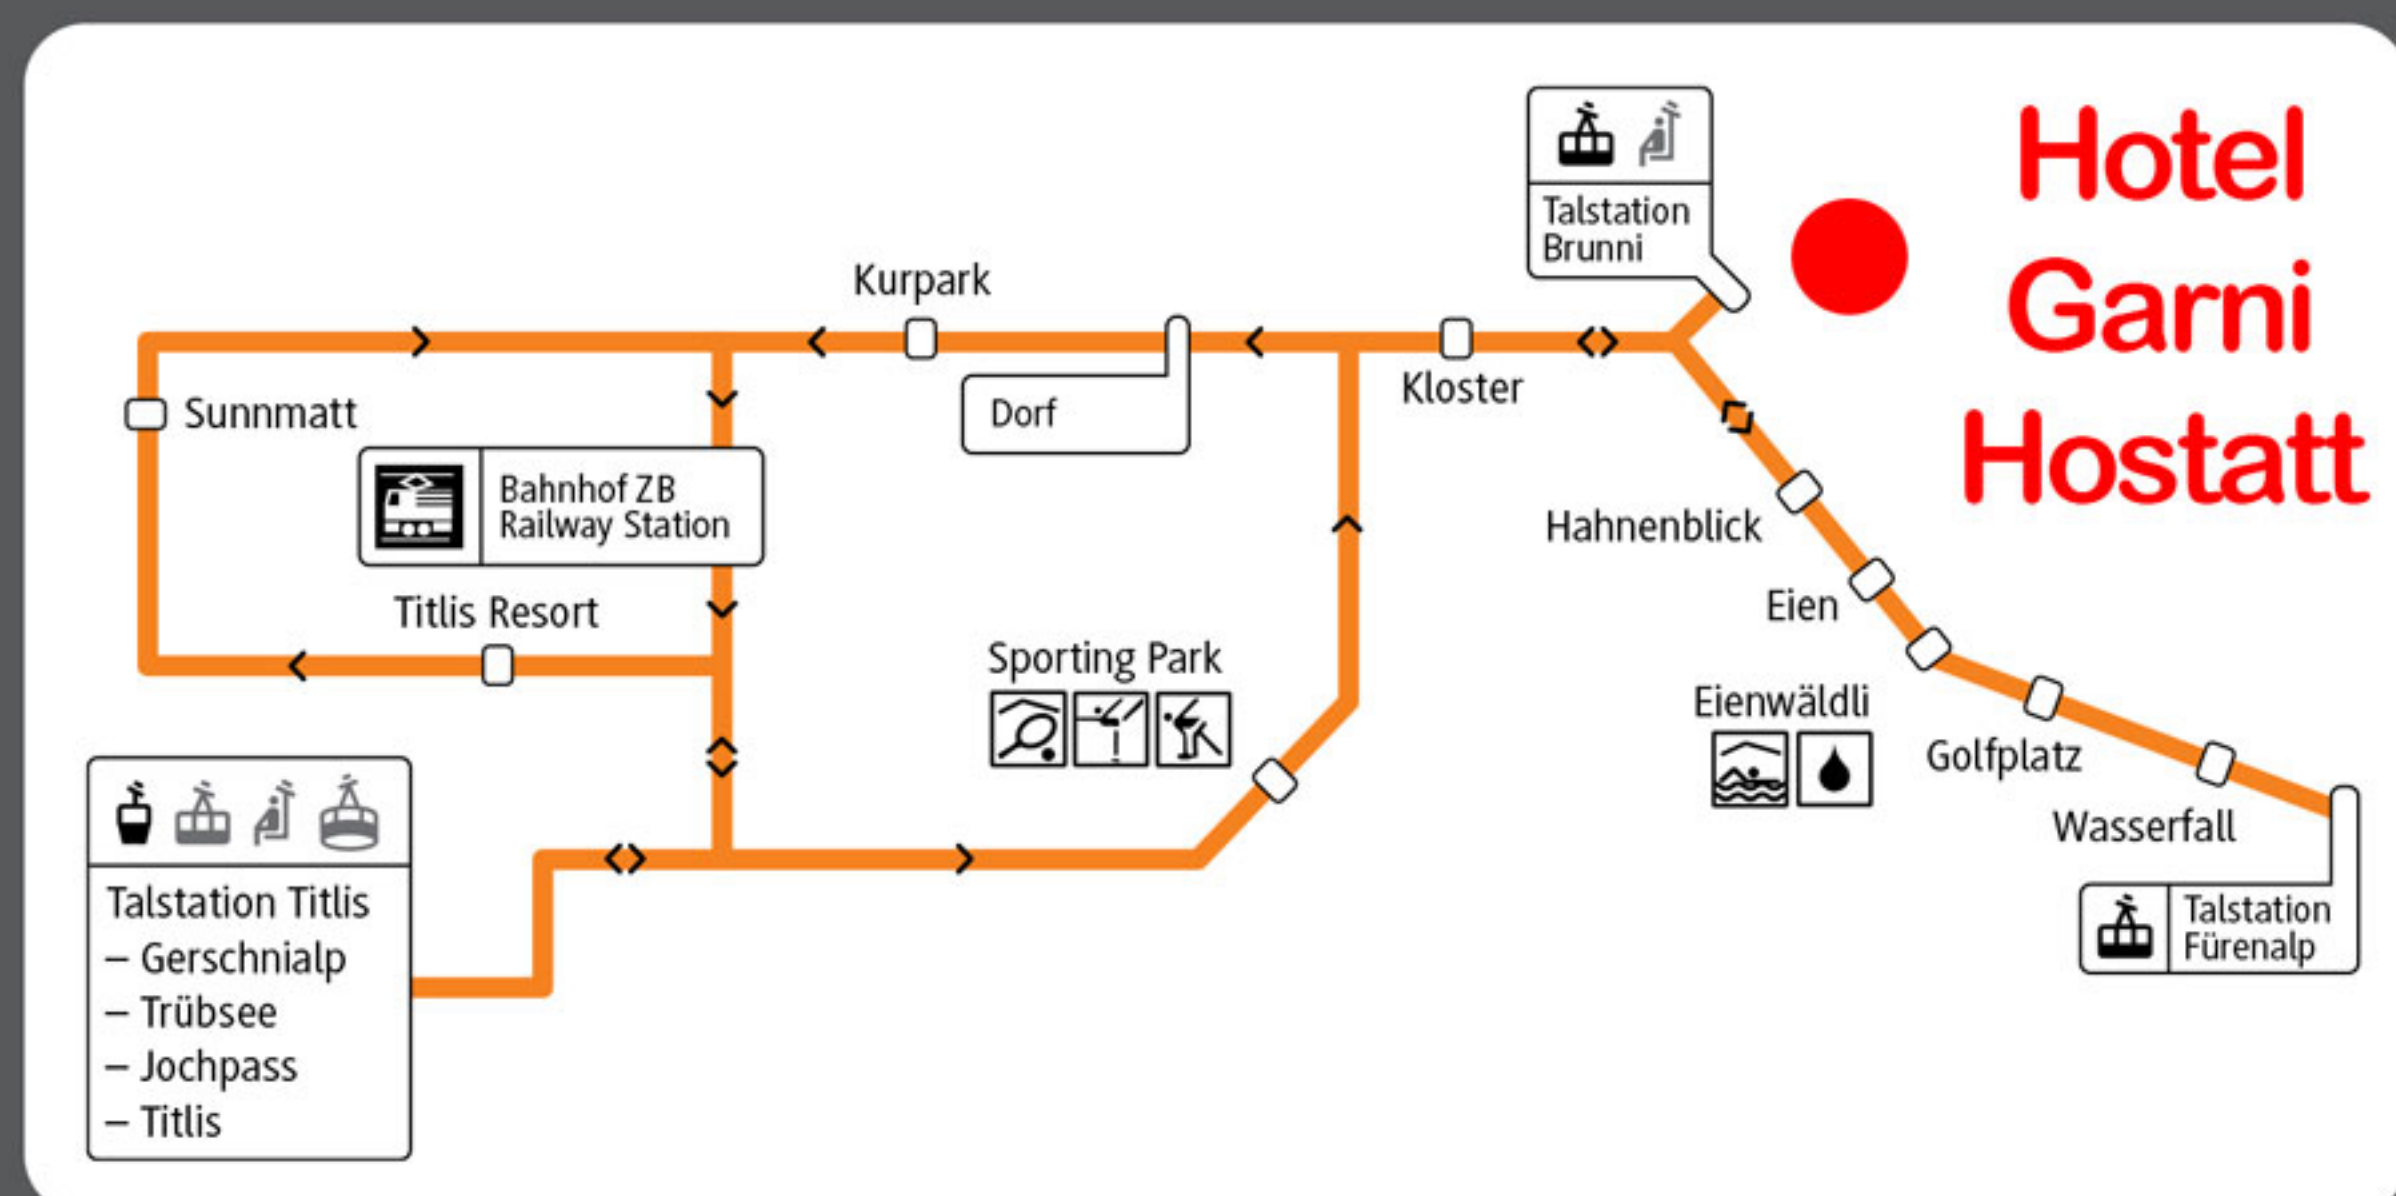 Hotel
Garni
Hostatt
Talstation
Brunni
Kurpark
Kloster
Dorf
Sunnmatt
Bahnhof ZB
Railway Station
Titlis Resort
Hahnenblick
Eien
Sporting Park
Eienwäldli
Golfplatz
Wasserfall
Talstation
Fürenalp
Talstation Titlis
– Gerschnialp
– Trübsee
– Jochpass
– Titlis